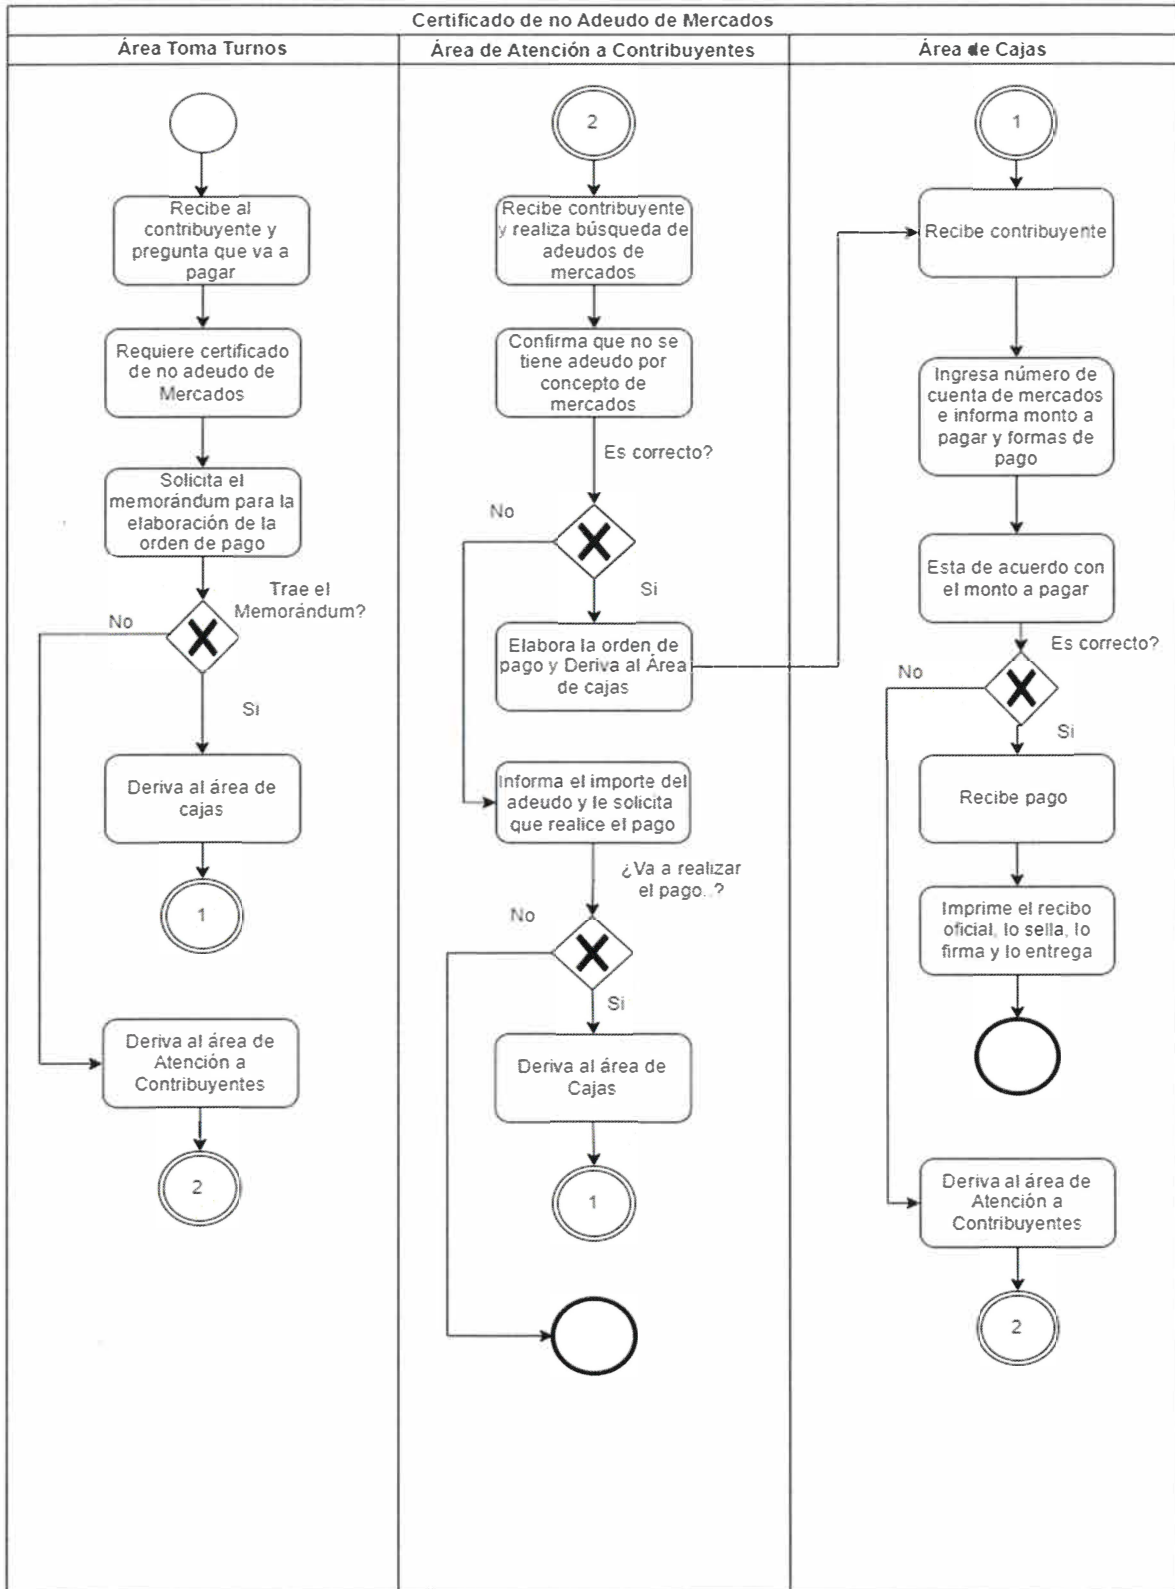 Certificado de no Adeudo de Mercados
Área Toma Turnos
Recibe al
contribuyente y
pregunta que va a
pagar
Requiere certificado
de no adeudo de
Mercados
Solicita el
memorándum para la
elaboración de la
orden de pago
Trae el
Memorándum?
No
Si
Deriva al área de
cajas
1
Deriva al área de
Atención a
Contribuyentes
2
Área de Atención a Contribuyentes
2
Recibe contribuyente
y realiza búsqueda de
adeudos de
mercados
Confirma que no se
tiene adeudo por
concepto de
mercados
Es correcto?
No
Si
Elabora la orden de
pago y Deriva al Área
de cajas
Informa el importe del
adeudo y le solicita
que realice el pago
¿Va a realizar
el pago..?
No
Si
Deriva al área de
Cajas
1
Área de Cajas
1
Recibe contribuyente
Ingresa número de
cuenta de mercados
e informa monto a
pagar y formas de
pago
Esta de acuerdo con
el monto a pagar
Es correcto?
No
Si
Recibe pago
Imprime el recibo
oficial, lo sella, lo
firma y lo entrega
Deriva al área de
Atención a
Contribuyentes
2